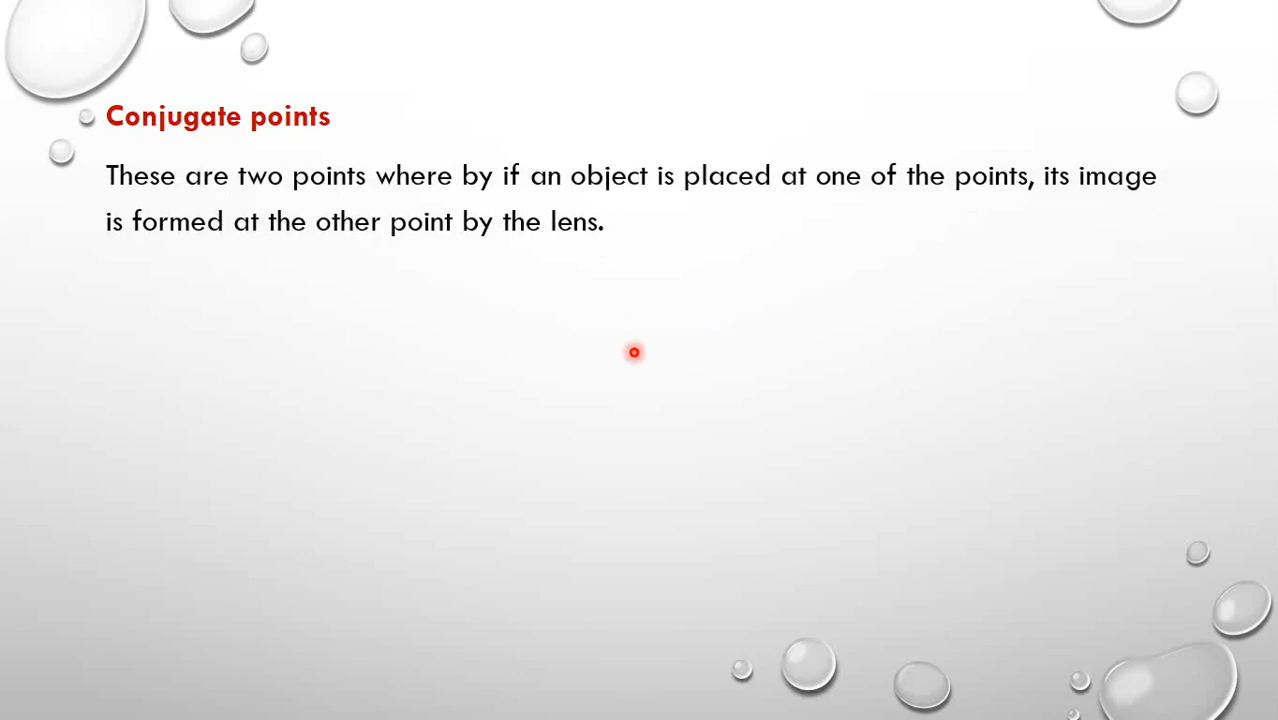 Conjugate points
These are two points where by if an object is placed at one of the points, its image
is formed at the other point by the lens.